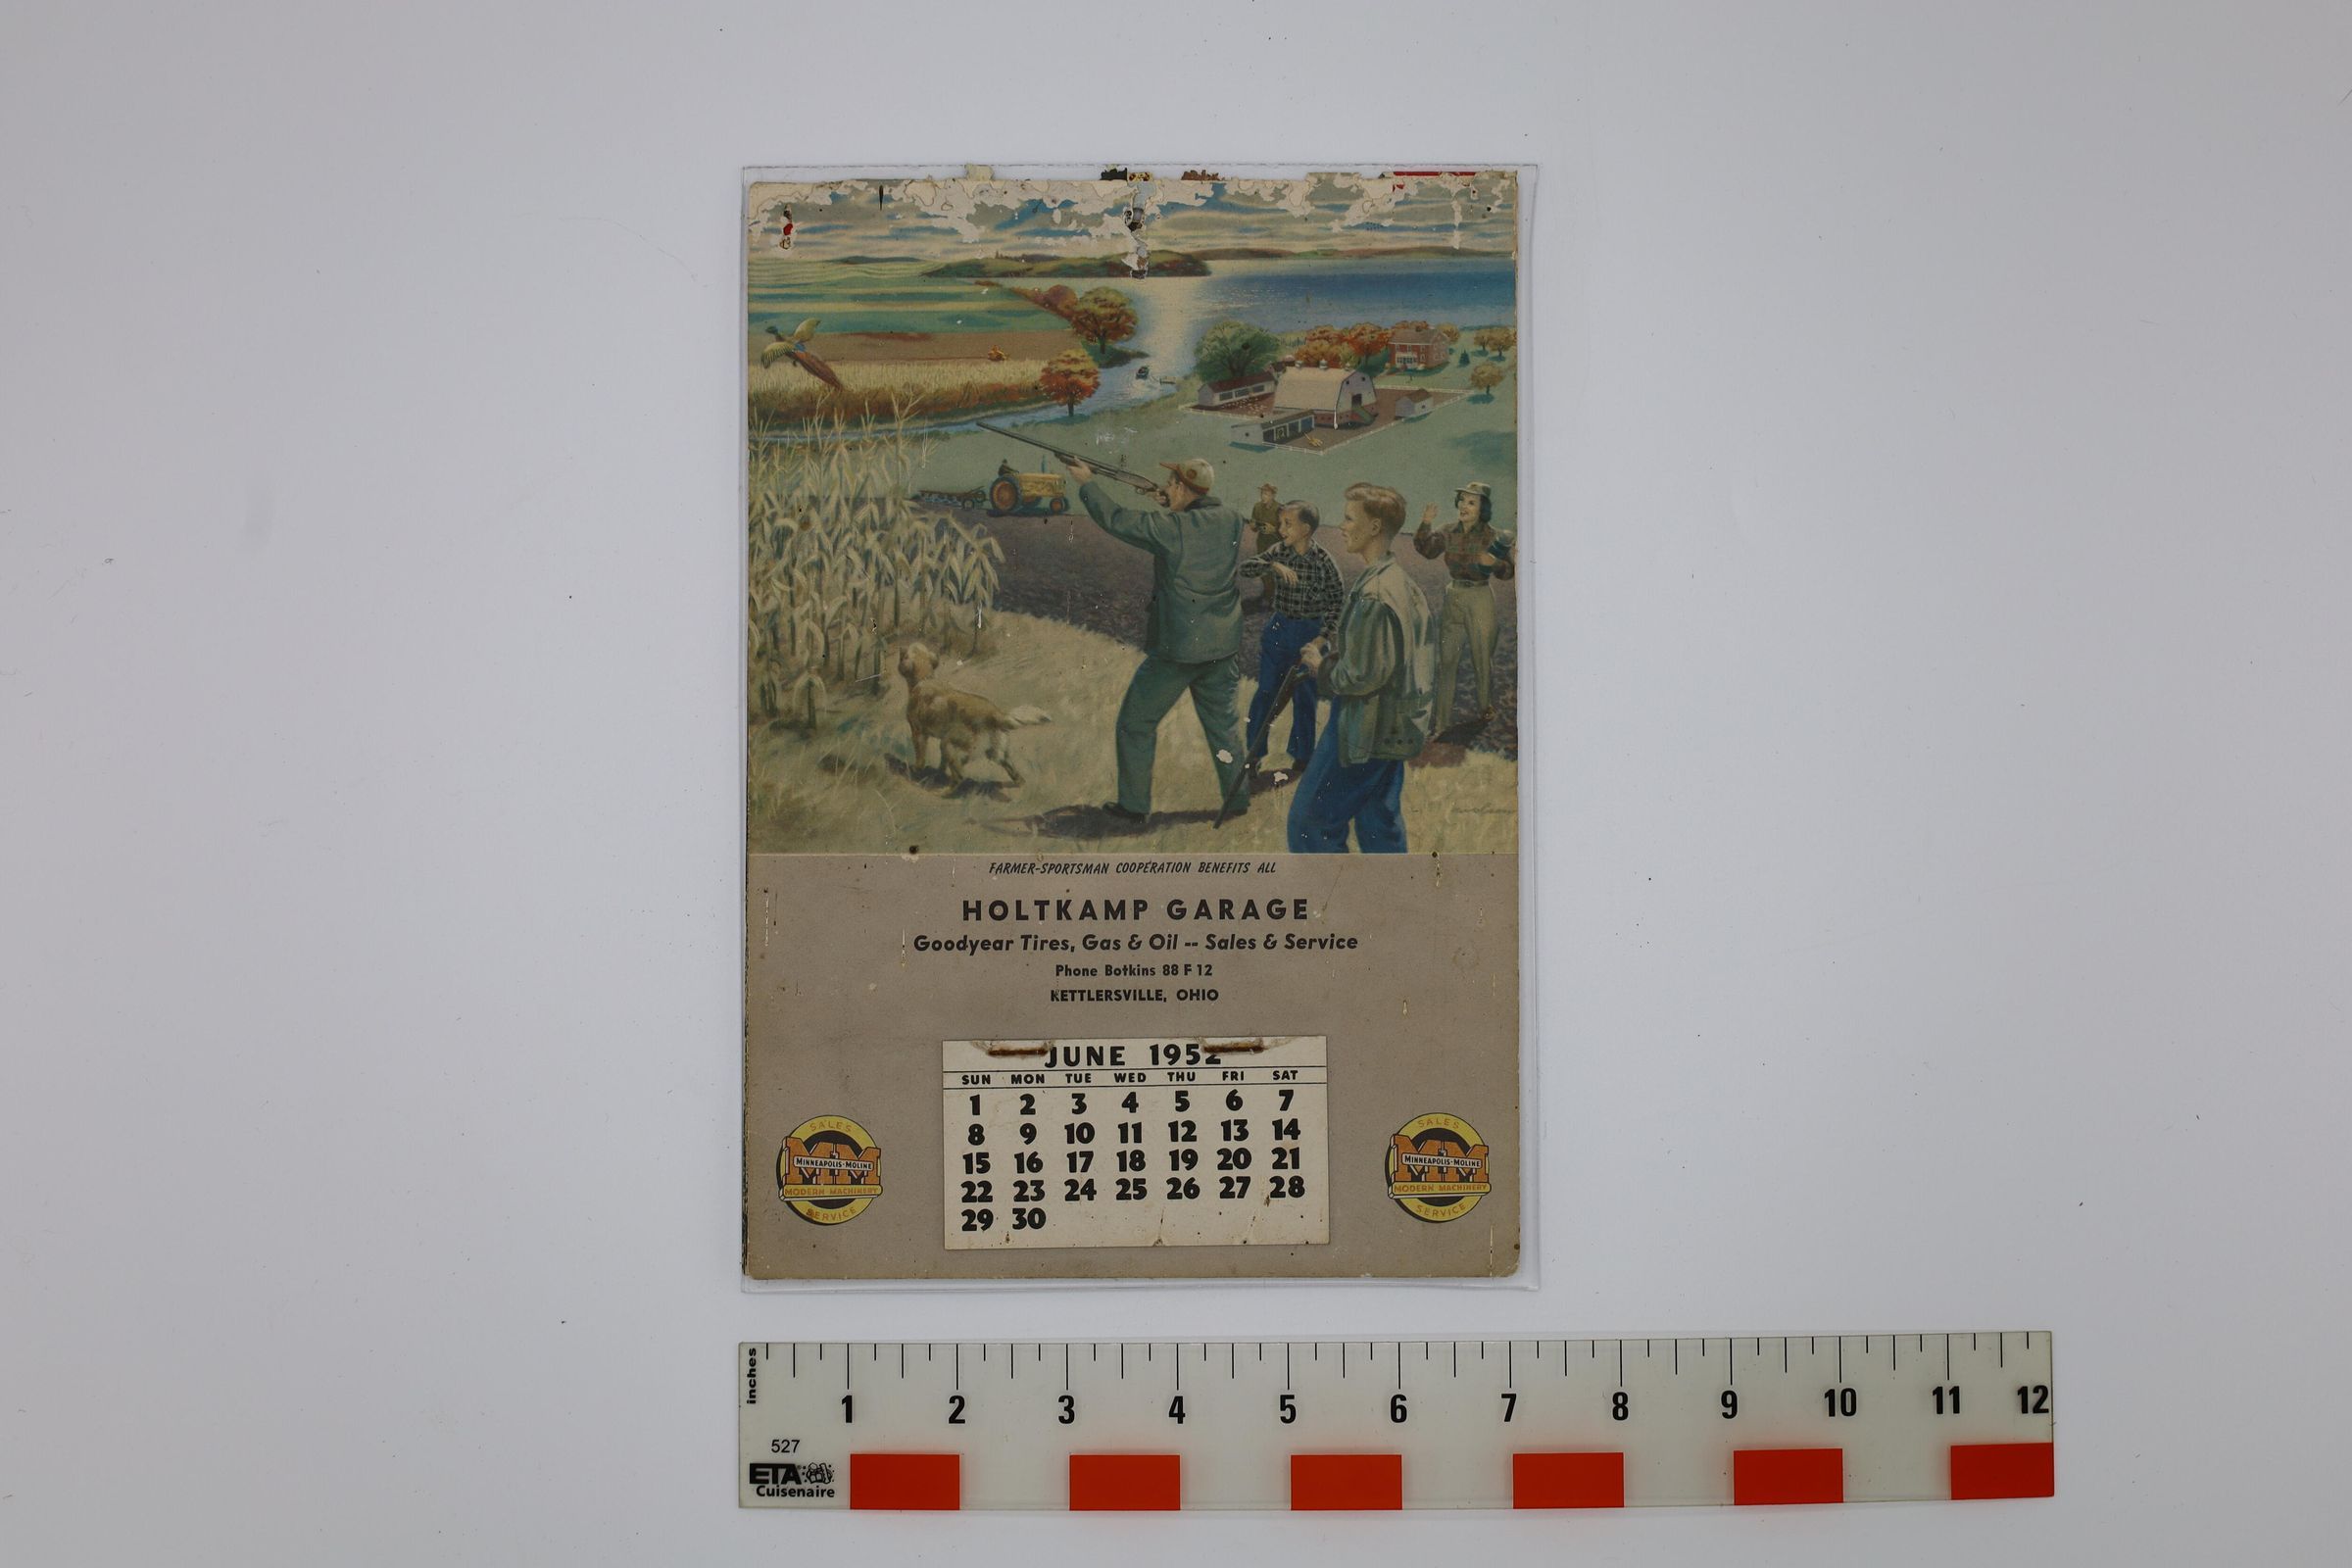 FARMER-SPORTSMAN COOPERATION BENEFITS ALL
HOLTKAMP GARAGE
Goodyear Tires, Gas & Oil -- Sales & Service
Phone Botkins 88 F 12
KETTLERSVILLE, OHIO
JUNE 1952
SUN MON TUE WED THU FRI SAT
1 2 3 4 5 6 7
8 9 10 11 12 13 14
15 16 17 18 19 20 21
22 23 24 25 26 27 28
29 30
SALES
MM
MINNEAPOLIS-MOLINE
MODERN MACHINERY
SERVICE
SALES
MM
MINNEAPOLIS-MOLINE
MODERN MACHINERY
SERVICE
inches
1 2 3 4 5 6 7 8 9 10 11 12
527
ETA
Cuisenaire